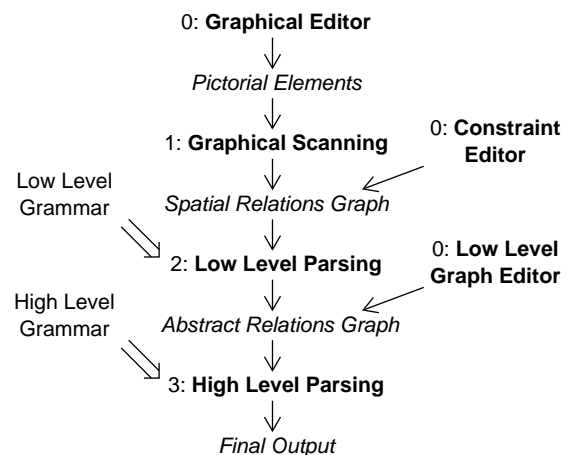 0: Graphical Editor
Pictorial Elements
1: Graphical Scanning
0: Constraint
Editor
Low Level
Grammar
Spatial Relations Graph
2: Low Level Parsing
0: Low Level
Graph Editor
High Level
Grammar
Abstract Relations Graph
3: High Level Parsing
Final Output